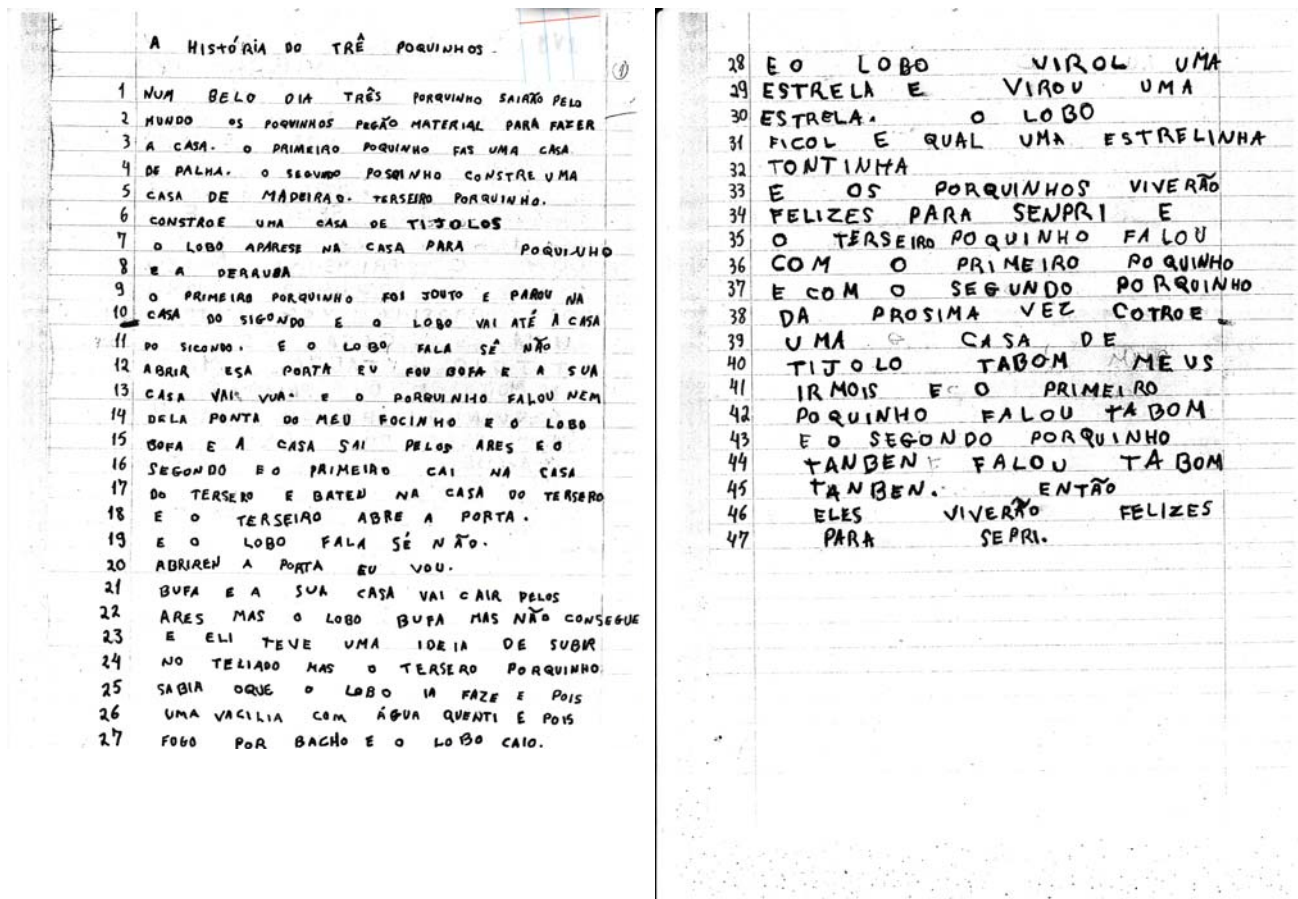 A HISTÓRIA DO TRÊ POQUINHOS.
(1)
1 NUM BELO DIA TRÊS PORQUINHO SAIRÃO PELO
2 MUNDO OS POQUINHOS PEGÃO MATERIAL PARA FAZER
3 A CASA. O PRIMEIRO POQUINHO FAS UMA CASA
4 DE PALHA. O SEGUNDO POSQINHO CONSTRE UMA
5 CASA DE MADEIRAD. TERSEIRO PORQUINHO.
6 CONSTROE UMA CASA DE TIJOLOS
7 O LOBO APARESE NA CASA PARA POQUINHO
8 E A DERRUBA
9 O PRIMEIRO PORQUINHO FOI JOUTO E PAROU NA
10 CASA DO SIGONDO E O LOBO VAI ATÉ A CASA
11 DO SICONDO. E O LOBO FALA SÊ NÃO
12 ABRIR ESA PORTA EU FOU BOFA E A SUA
13 CASA VAI VUA. E O PORQUINHO FALOU NEM
14 DELA PONTA DO MEU FOCINHO E O LOBO
15 BOFA E A CASA SAI PELOS ARES E O
16 SEGONDO E O PRIMEIRO CAI NA CASA
17 DO TERSERO E BATEU NA CASA DO TERSERO
18 E O TERSEIRO ABRE A PORTA.
19 E O LOBO FALA SÉ NÃO.
20 ABRIREN A PORTA EU VOU.
21 BUFA E A SUA CASA VAI CAIR PELOS
22 ARES MAS O LOBO BUFA MAS NÃO CONSEGUE
23 E ELI TEVE UMA IDEIA DE SUBIR
24 NO TELIADO MAS O TERSERO PORQUINHO
25 SABIA OQUE O LOBO IA FAZE E POIS
26 UMA VACILIA COM ÁGUA QUENTI E POIS
27 FOGO POR BACHO E O LOBO CAIO.
28 E O LOBO VIROL UMA
29 ESTRELA E VIROU UMA
30 ESTRELA. O LOBO
31 FICOL E QUAL UMA ESTRELINHA
32 TONTINHA
33 E OS PORQUINHOS VIVERÃO
34 FELIZES PARA SENPRI E
35 O TERSEIRO POQUINHO FALOU
36 COM O PRIMEIRO POQUINHO
37 E COM O SEGUNDO PORQUINHO
38 DA PROSIMA VEZ COTROE
39 UMA CASA DE
40 TIJOLO TABOM MEUS
41 IRMOIS E O PRIMEIRO
42 POQUINHO FALOU TA BOM
43 E O SEGONDO PORQUINHO
44 TANBEN FALOU TA BOM
45 TANBEN. ENTÃO
46 ELES VIVERÃO FELIZES
47 PARA SEPRI.